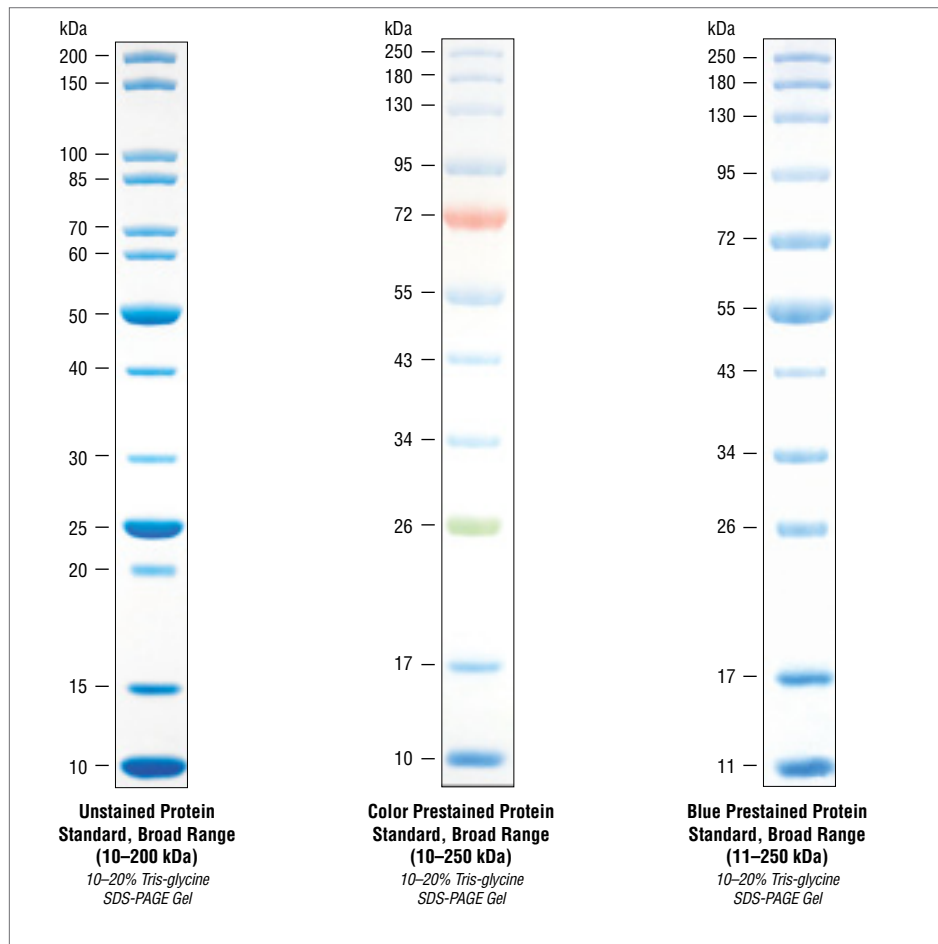 kDa
200
150
100
85
70
60
50
40
30
25
20
15
10
Unstained Protein
Standard, Broad Range
(10–200 kDa)
10–20% Tris-glycine
SDS-PAGE Gel
kDa
250
180
130
95
72
55
43
34
26
17
10
Color Prestained Protein
Standard, Broad Range
(10–250 kDa)
10–20% Tris-glycine
SDS-PAGE Gel
kDa
250
180
130
95
72
55
43
34
26
17
11
Blue Prestained Protein
Standard, Broad Range
(11–250 kDa)
10–20% Tris-glycine
SDS-PAGE Gel